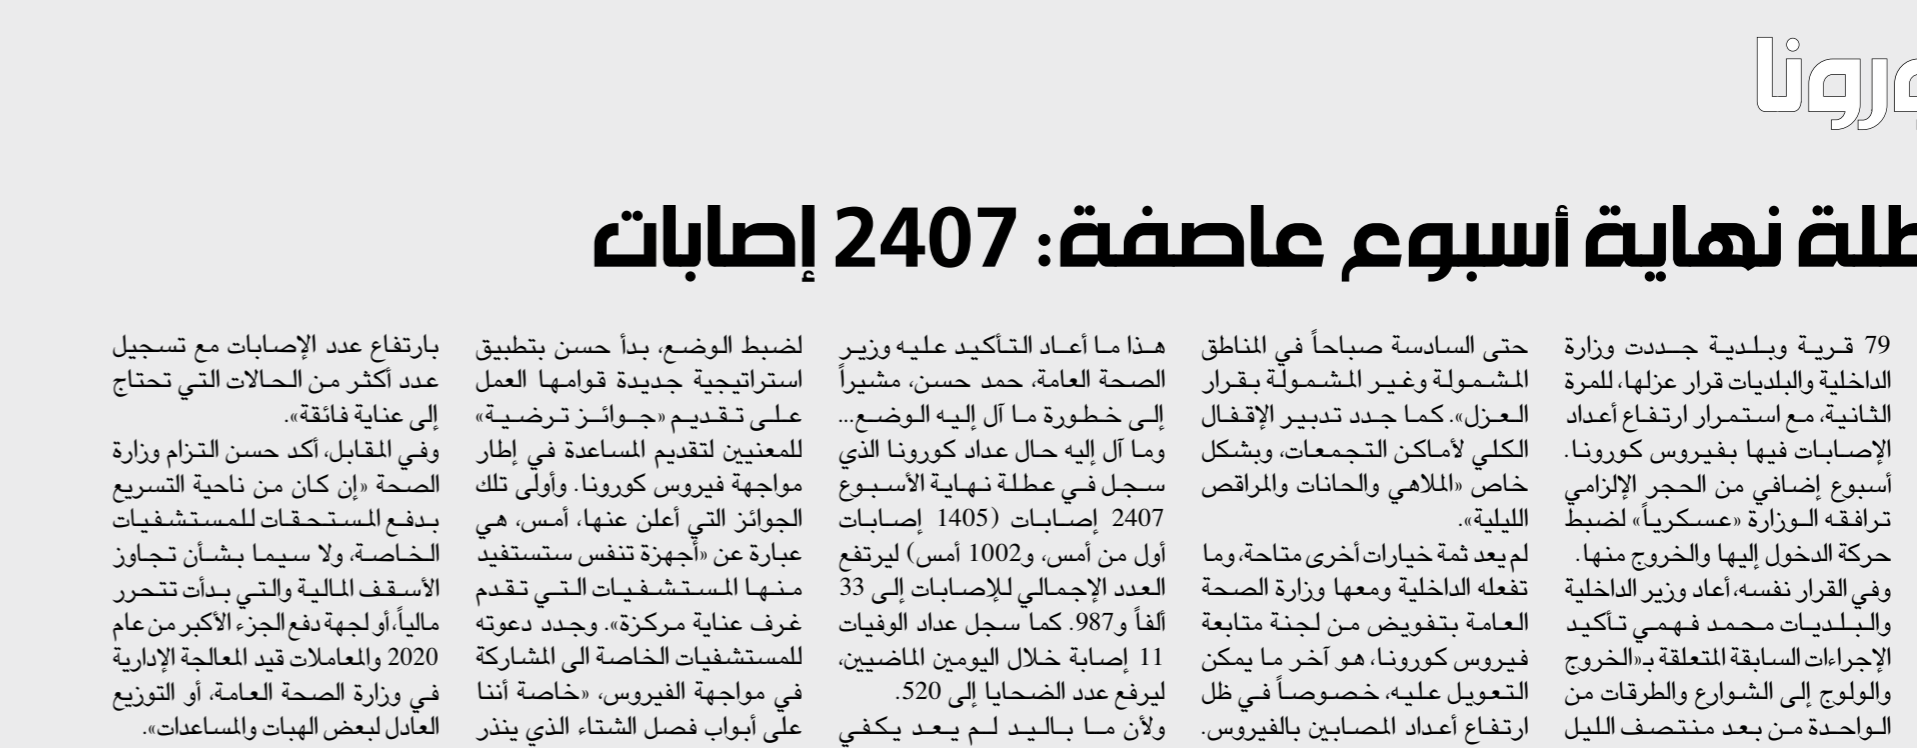 ورونا
طلة نهاية أسبوع عاصفة: 2407 إصابات
79 قرية وبلدية جددت وزارة
الداخلية والبلديات قرار عزلها، للمرة
الثانية، مع استمرار ارتفاع أعداد
الإصابات فيها بفيروس كورونا.
أسبوع إضافي من الحجر الإلزامي
ترافقه الوزارة «عسكرياً» لضبط
حركة الدخول إليها والخروج منها.
وفي القرار نفسه، أعاد وزير الداخلية
والبلديات محمد فهمي تأكيد
الإجراءات السابقة المتعلقة بـ«الخروج
والولوج إلى الشوارع والطرقات من
الواحدة من بعد منتصف الليل
حتى السادسة صباحاً في المناطق
المشمولة وغير المشمولة بقرار
العزل». كما جدد تدبير الإقفال
الكلي لأماكن التجمعات، وبشكل
خاص «الملاهي والحانات والمراقص
الليلية».
لم يعد ثمة خيارات أخرى متاحة، وما
تفعله الداخلية ومعها وزارة الصحة
العامة بتفويض من لجنة متابعة
فيروس كورونا، هو آخر ما يمكن
التعويل عليه، خصوصاً في ظل
ارتفاع أعداد المصابين بالفيروس.
هذا ما أعاد التأكيد عليه وزير
الصحة العامة، حمد حسن، مشيراً
إلى خطورة ما آل إليه الوضع...
وما آل إليه حال عداد كورونا الذي
سجل في عطلة نهاية الأسبوع
2407 إصابات (1405 إصابات
أول من أمس، و1002 أمس) ليرتفع
العدد الإجمالي للإصابات إلى 33
ألفاً و987. كما سجل عداد الوفيات
11 إصابة خلال اليومين الماضيين،
ليرفع عدد الضحايا إلى 520.
ولأن ما باليد لم يعد يكفي
لضبط الوضع، بدأ حسن بتطبيق
استراتيجية جديدة قوامها العمل
على تقديم «جوائز ترضية»
للمعنيين لتقديم المساعدة في إطار
مواجهة فيروس كورونا. وأولى تلك
الجوائز التي أعلن عنها، أمس، هي
عبارة عن «أجهزة تنفس ستستفيد
منها المستشفيات التي تقدم
غرف عناية مركزة». وجدد دعوته
للمستشفيات الخاصة الى المشاركة
في مواجهة الفيروس، «خاصة أننا
على أبواب فصل الشتاء الذي ينذر
بارتفاع عدد الإصابات مع تسجيل
عدد أكثر من الحالات التي تحتاج
إلى عناية فائقة».
وفي المقابل، أكد حسن التزام وزارة
الصحة «إن كان من ناحية التسريع
بدفع المستحقات للمستشفيات
الخاصة، ولا سيما بشأن تجاوز
الأسقف المالية والتي بدأت تتحرر
مالياً، أو لجهة دفع الجزء الأكبر من عام
2020 والمعاملات قيد المعالجة الإدارية
في وزارة الصحة العامة، أو التوزيع
العادل لبعض الهبات والمساعدات».